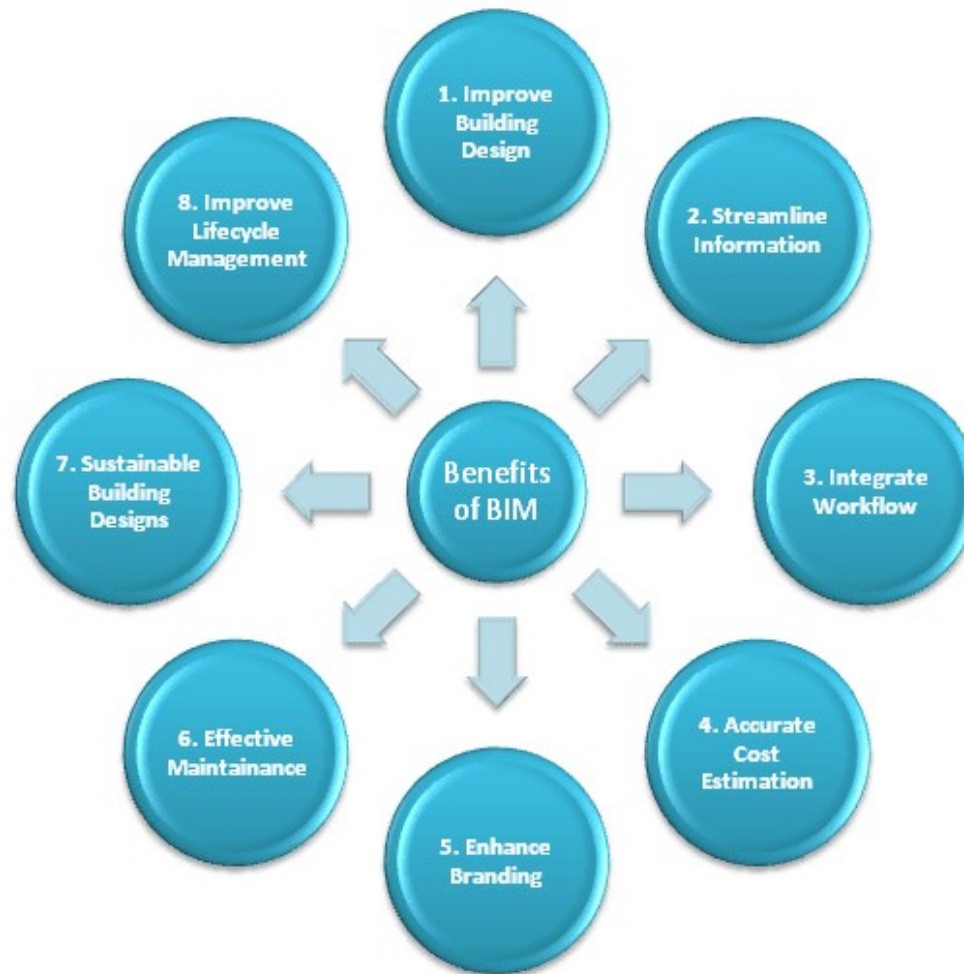 1. Improve
Building
Design
2. Streamline
Information
3. Integrate
Workflow
4. Accurate
Cost
Estimation
5. Enhance
Branding
6. Effective
Maintainance
7. Sustainable
Building
Designs
8. Improve
Lifecycle
Management
Benefits
of BIM